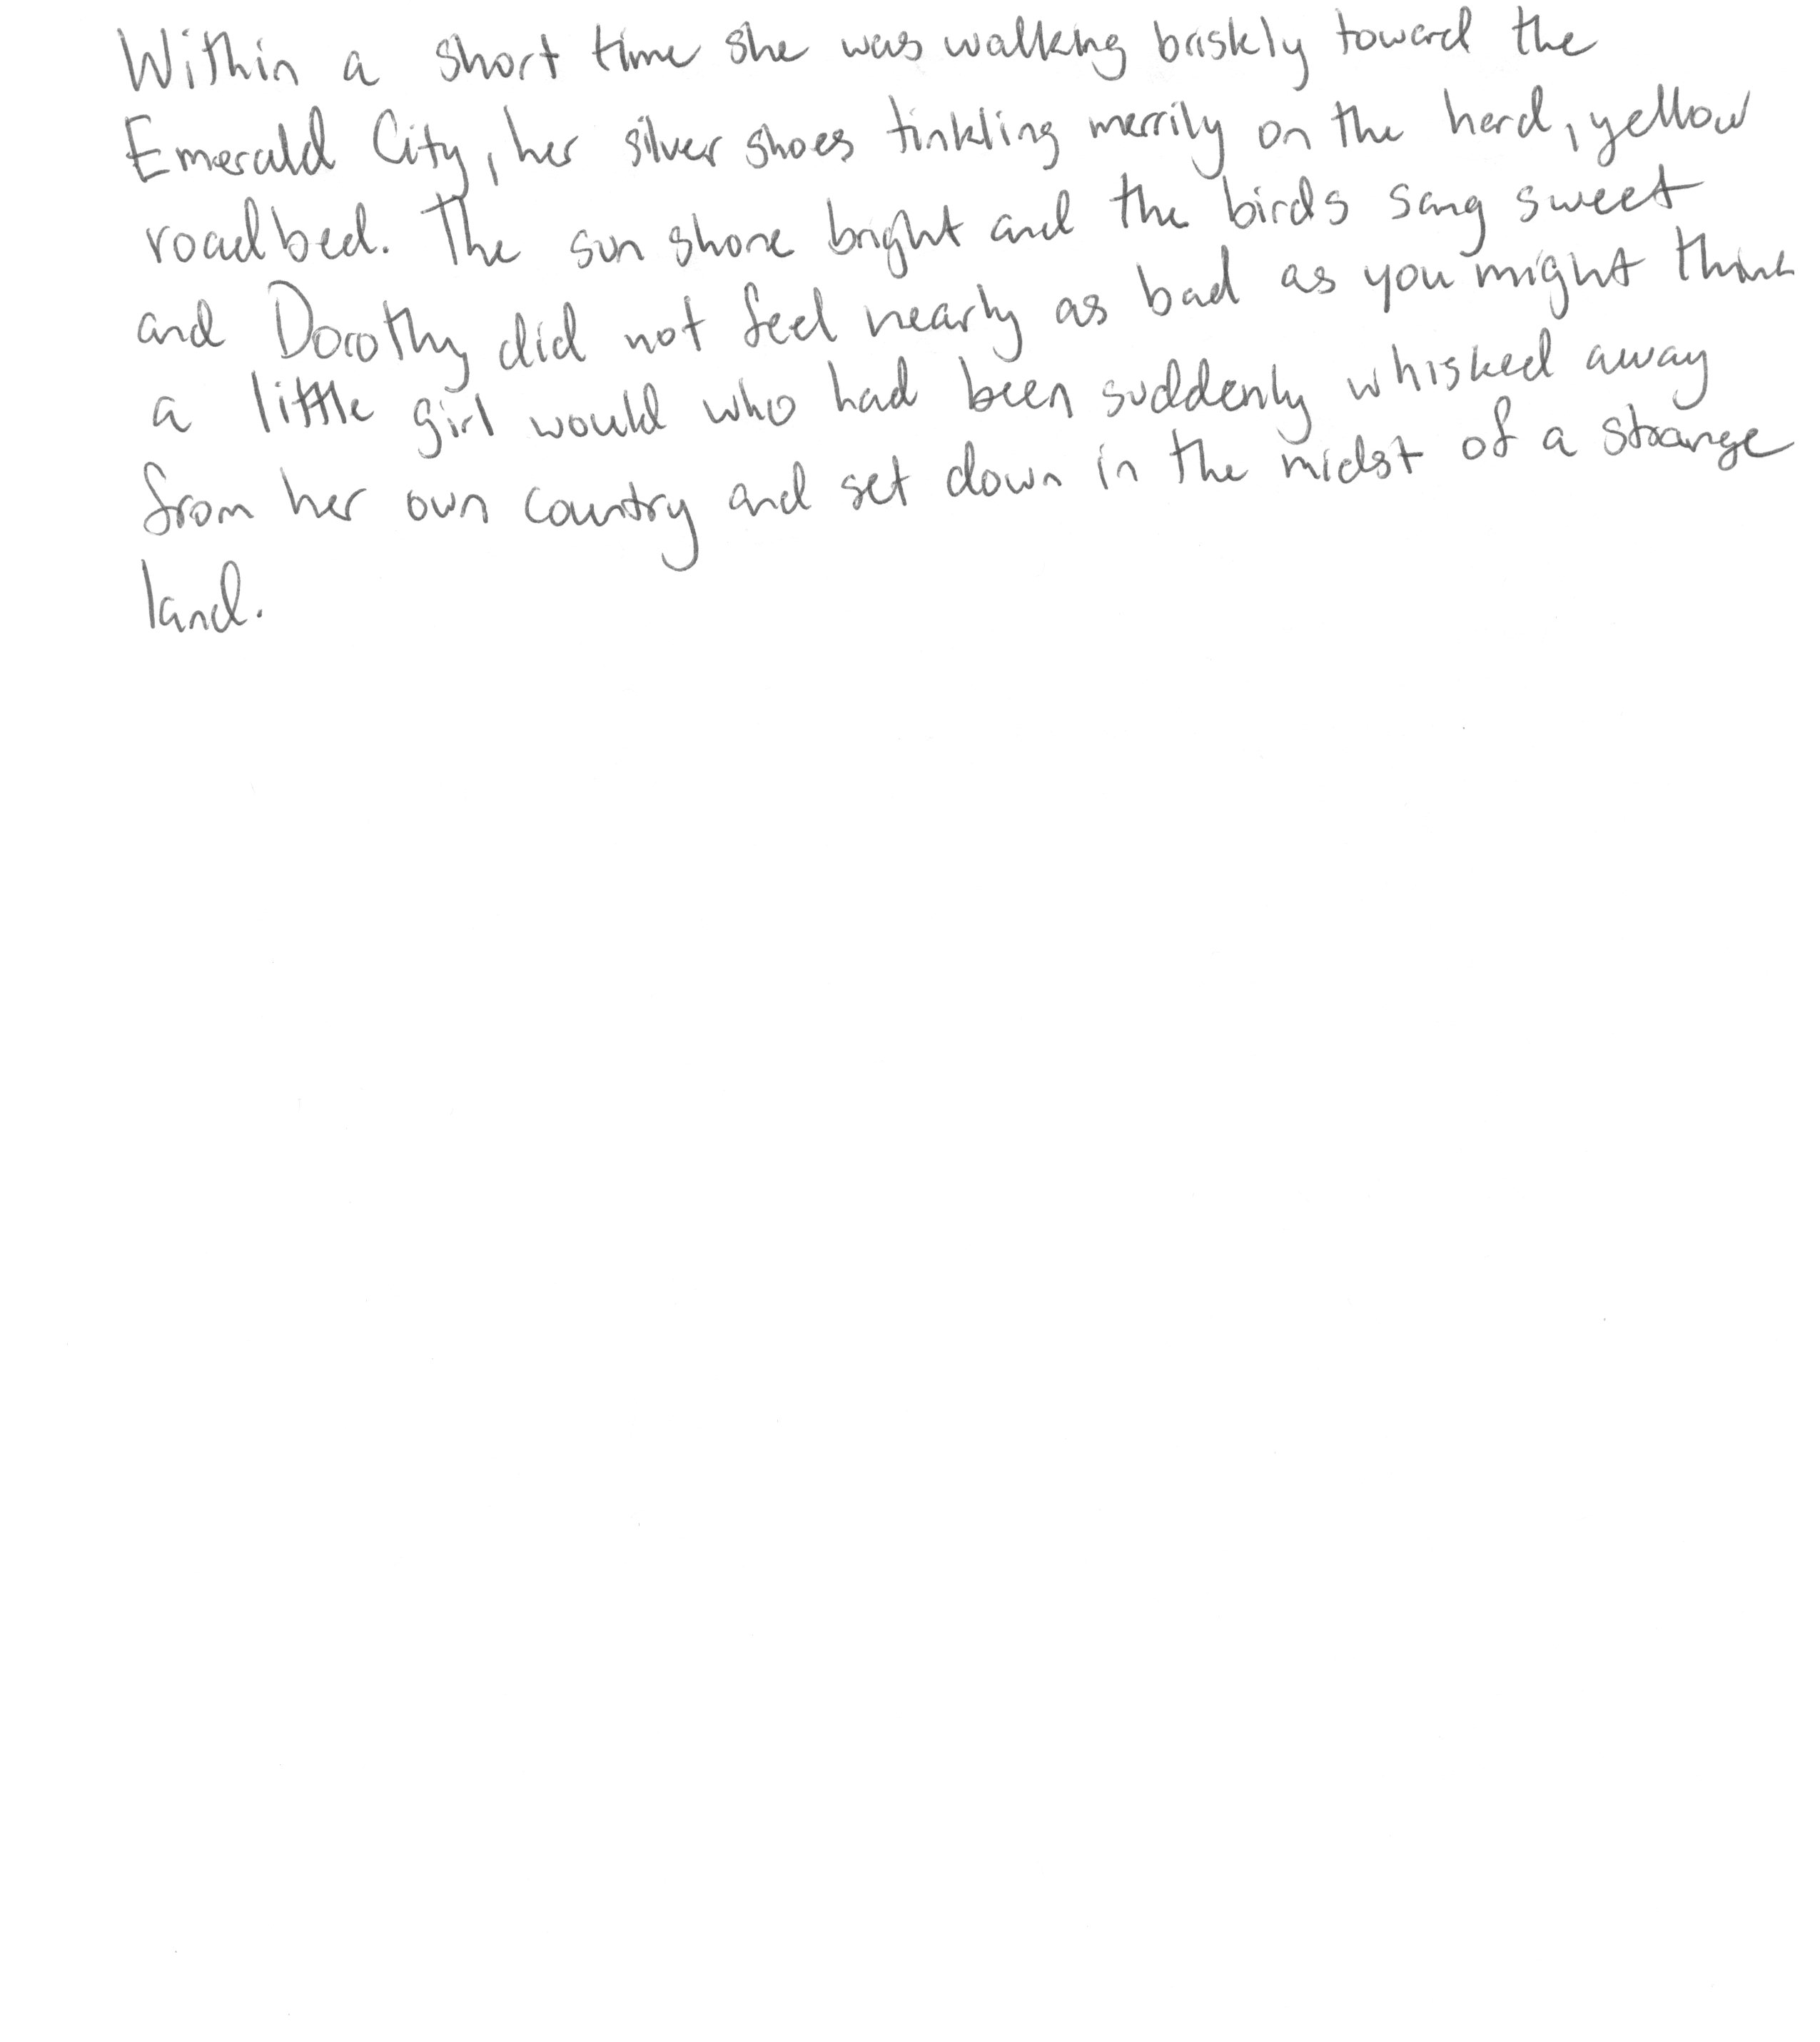 Within a short time she was walking briskly toward the
Emerald City, her silver shoes tinkling merrily on the hard, yellow
roadbed. The sun shone bright and the birds sang sweet
and Dorothy did not feel nearly as bad as you might think
a little girl would who had been suddenly whisked away
from her own country and set down in the midst of a strange
land.